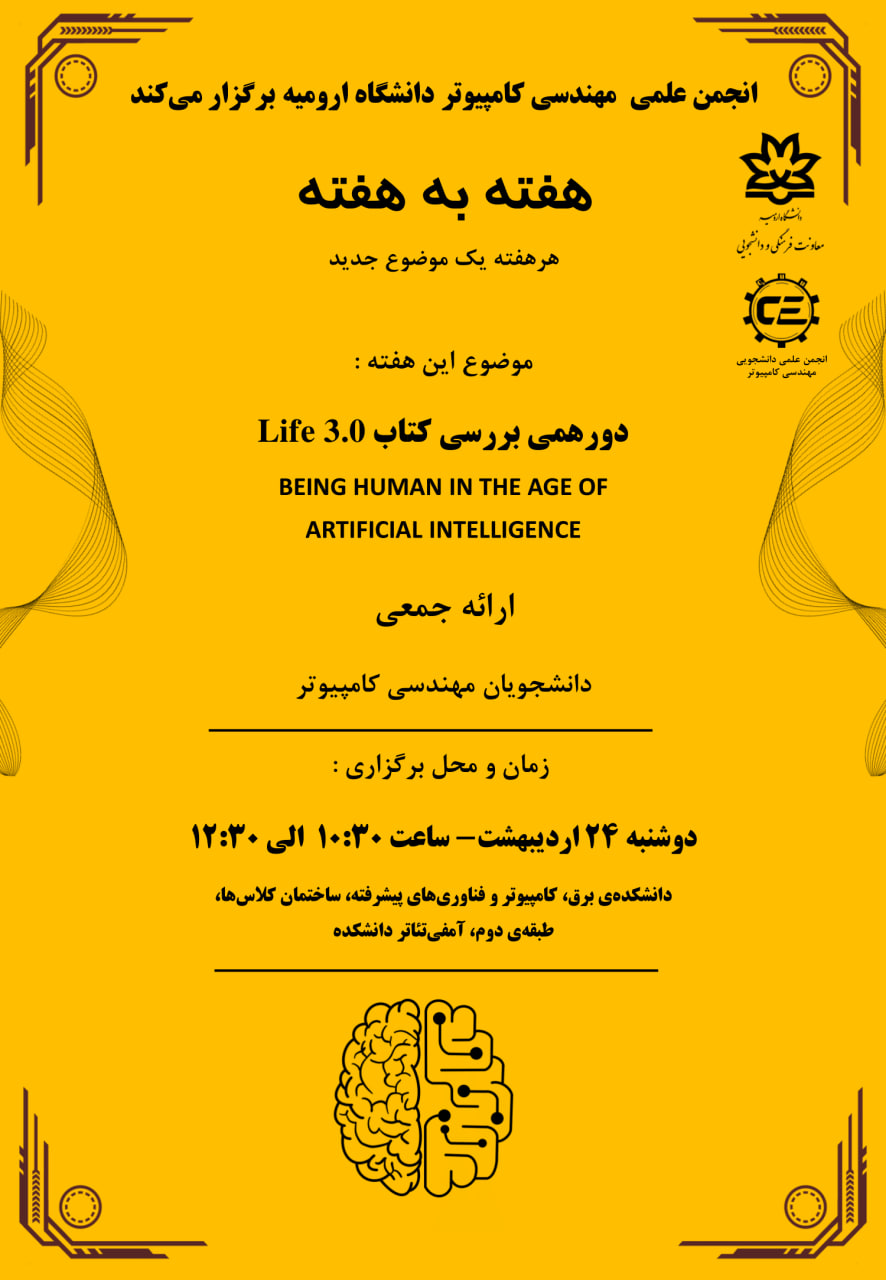 انجمن علمی مهندسی کامپیوتر دانشگاه ارومیه برگزار می‌کند
هفته به هفته
هرهفته یک موضوع جدید
دانشگاه ارومیه
معاونت فرهنگی و دانشجویی
CE
انجمن علمی دانشجویی
مهندسی کامپیوتر
موضوع این هفته :
دورهمی بررسی کتاب Life 3.0
BEING HUMAN IN THE AGE OF
ARTIFICIAL INTELLIGENCE
ارائه جمعی
دانشجویان مهندسی کامپیوتر
زمان و محل برگزاری :
دوشنبه ۲۴ اردیبهشت- ساعت ۱۰:۳۰ الی ۱۲:۳۰
دانشکده‌ی برق، کامپیوتر و فناوری‌های پیشرفته، ساختمان کلاس‌ها،
طبقه‌ی دوم، آمفی‌تئاتر دانشکده